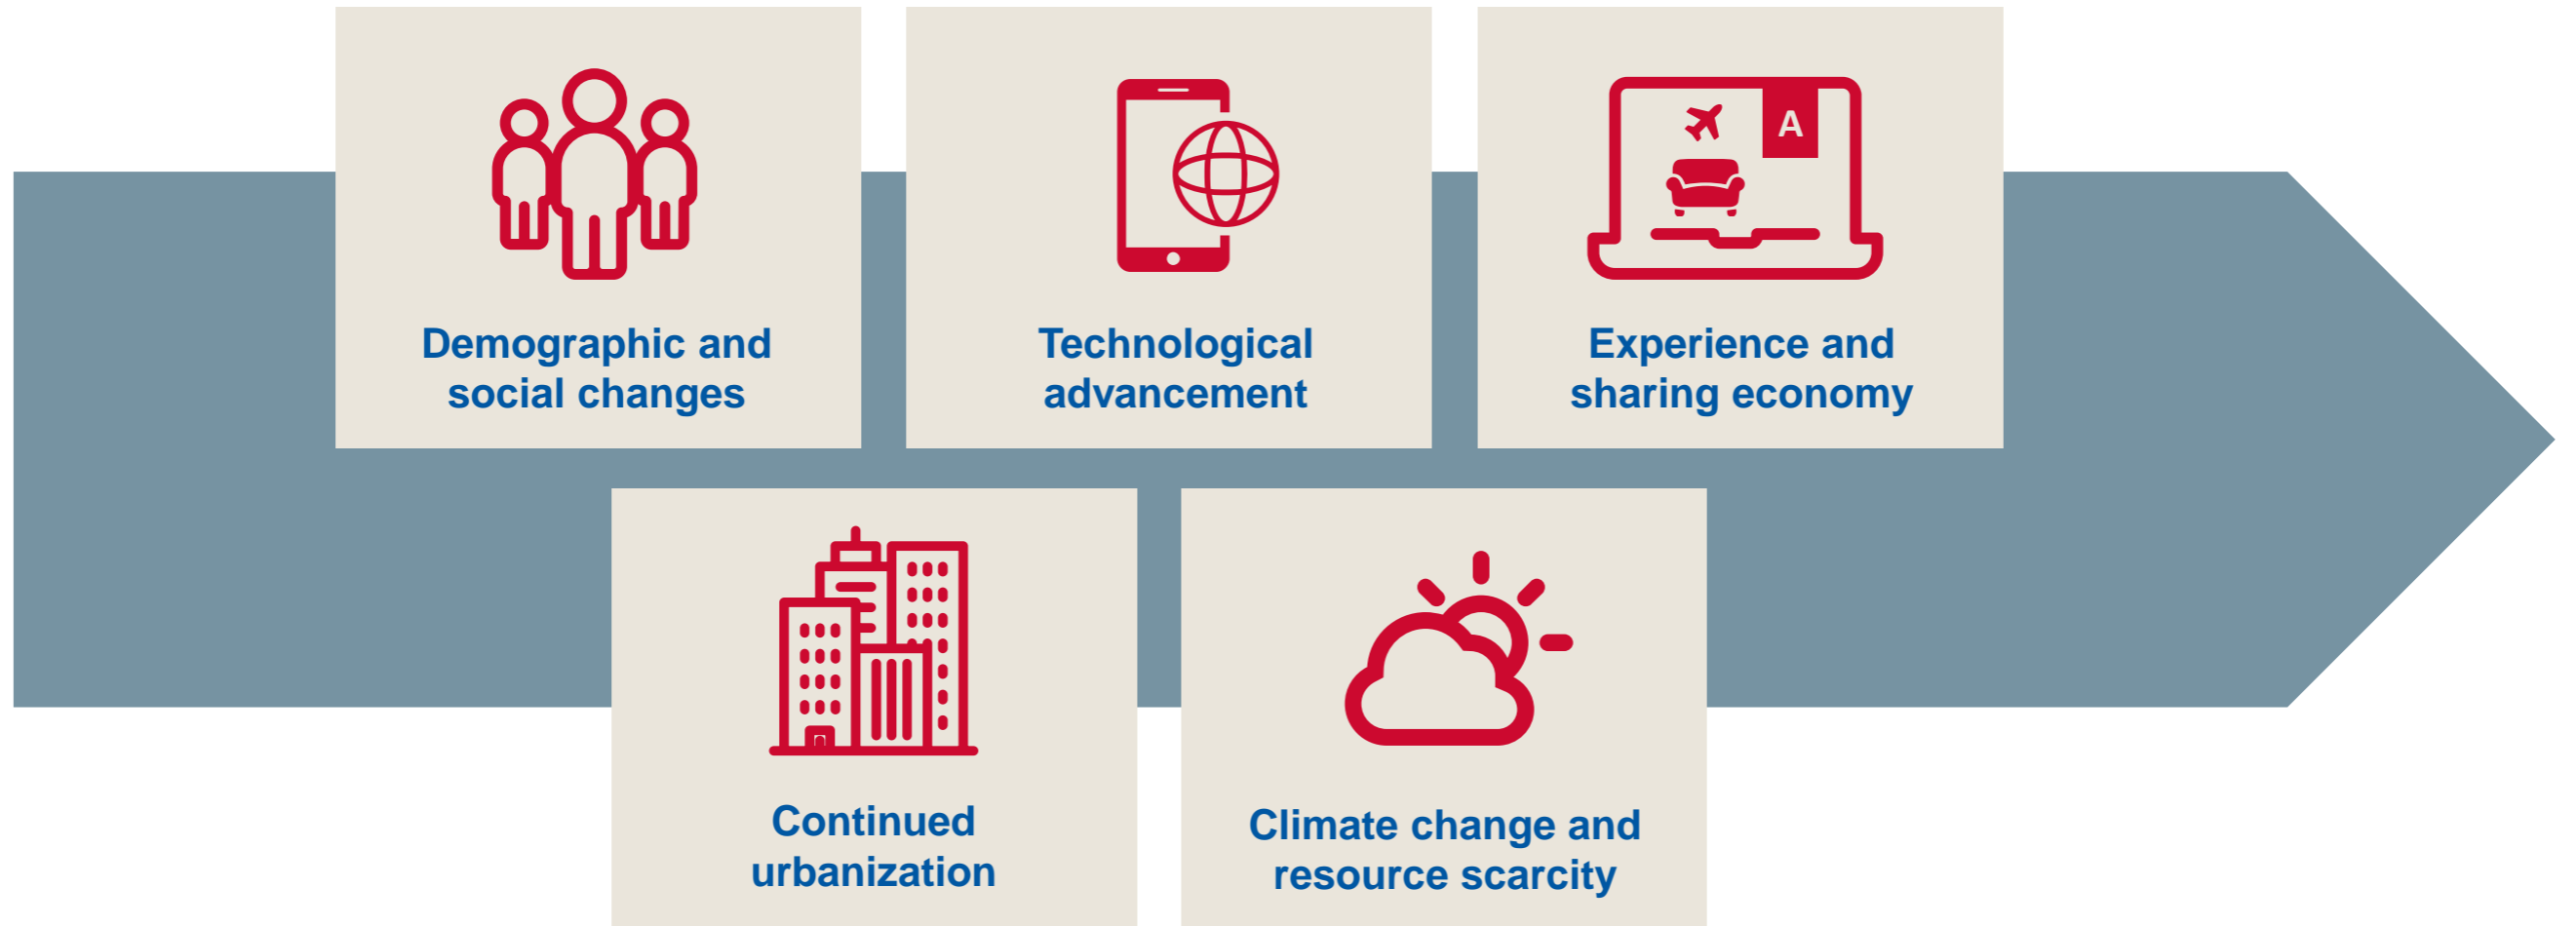 A
Demographic and
social changes
Technological
advancement
Experience and
sharing economy
Continued
urbanization
Climate change and
resource scarcity